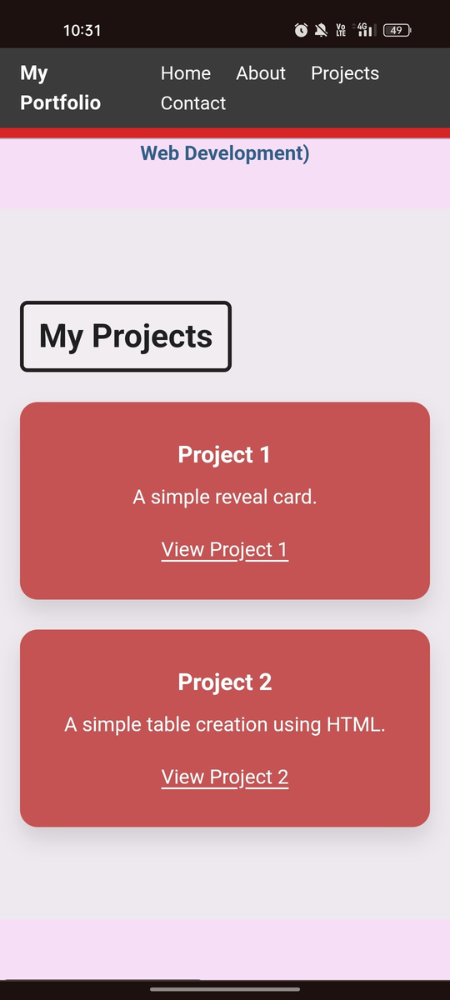 10:31
Vo LTE 4G 49
My Portfolio
Home About Projects
Contact
Web Development)
My Projects
Project 1
A simple reveal card.
View Project 1
Project 2
A simple table creation using HTML.
View Project 2